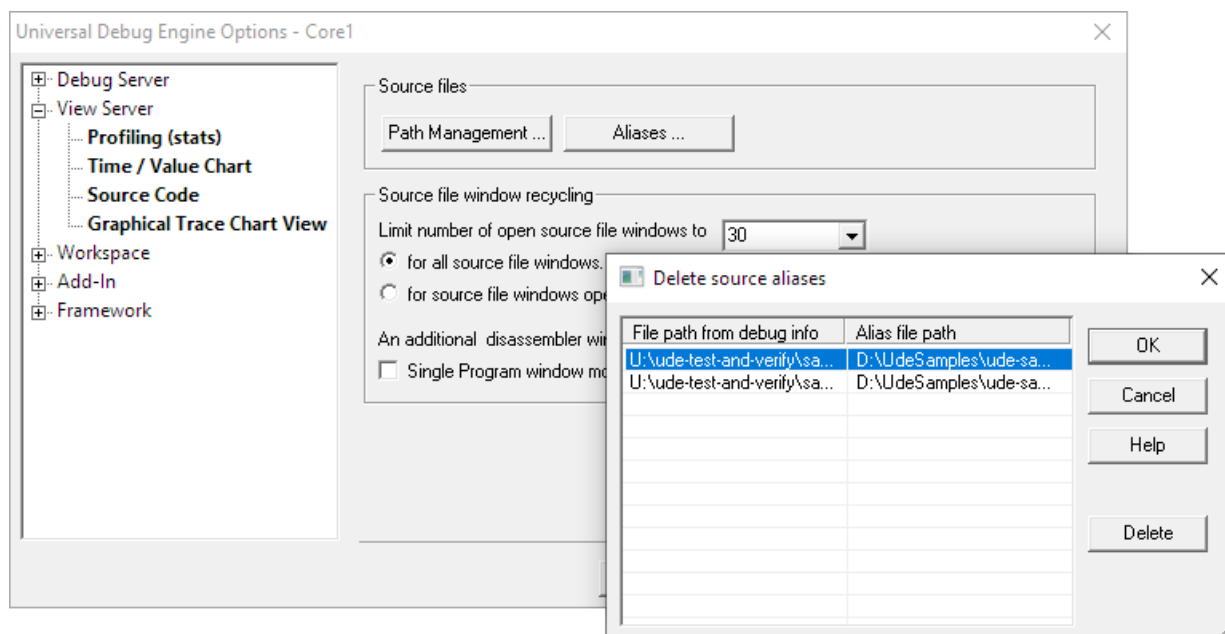 Universal Debug Engine Options - Core1
Debug Server
View Server
Profiling (stats)
Time / Value Chart
Source Code
Graphical Trace Chart View
Workspace
Add-In
Framework
Source files
Path Management ...
Aliases ...
Source file window recycling
Limit number of open source file windows to 30
for all source file windows.
for source file windows ope
An additional disassembler wi
Single Program window mo
Delete source aliases
File path from debug info Alias file path
U:\ude-test-and-verify\sa... D:\UdeSamples\ude-sa...
U:\ude-test-and-verify\sa... D:\UdeSamples\ude-sa...
OK
Cancel
Help
Delete